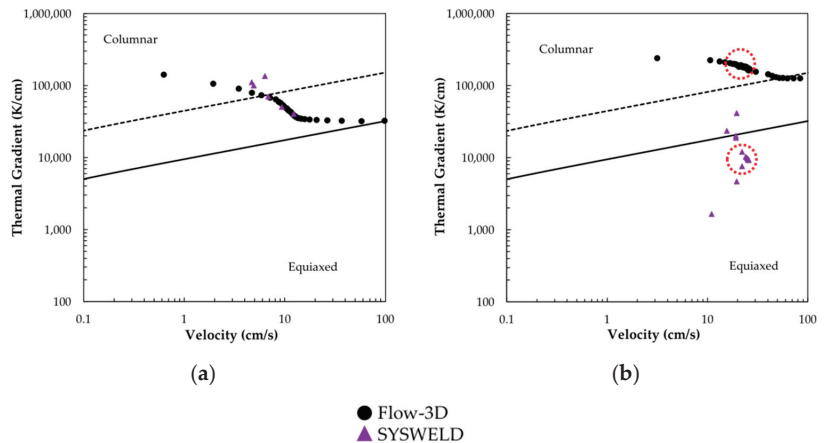 1,000,000
100,000
10,000
1,000
100
Thermal Gradient (K/cm)
Columnar
Equiaxed
0.1
1
10
100
Velocity (cm/s)
(a)
1,000,000
100,000
10,000
1,000
100
Thermal Gradient (K/cm)
Columnar
Equiaxed
0.1
1
10
100
Velocity (cm/s)
(b)
Flow-3D
SYSWELD